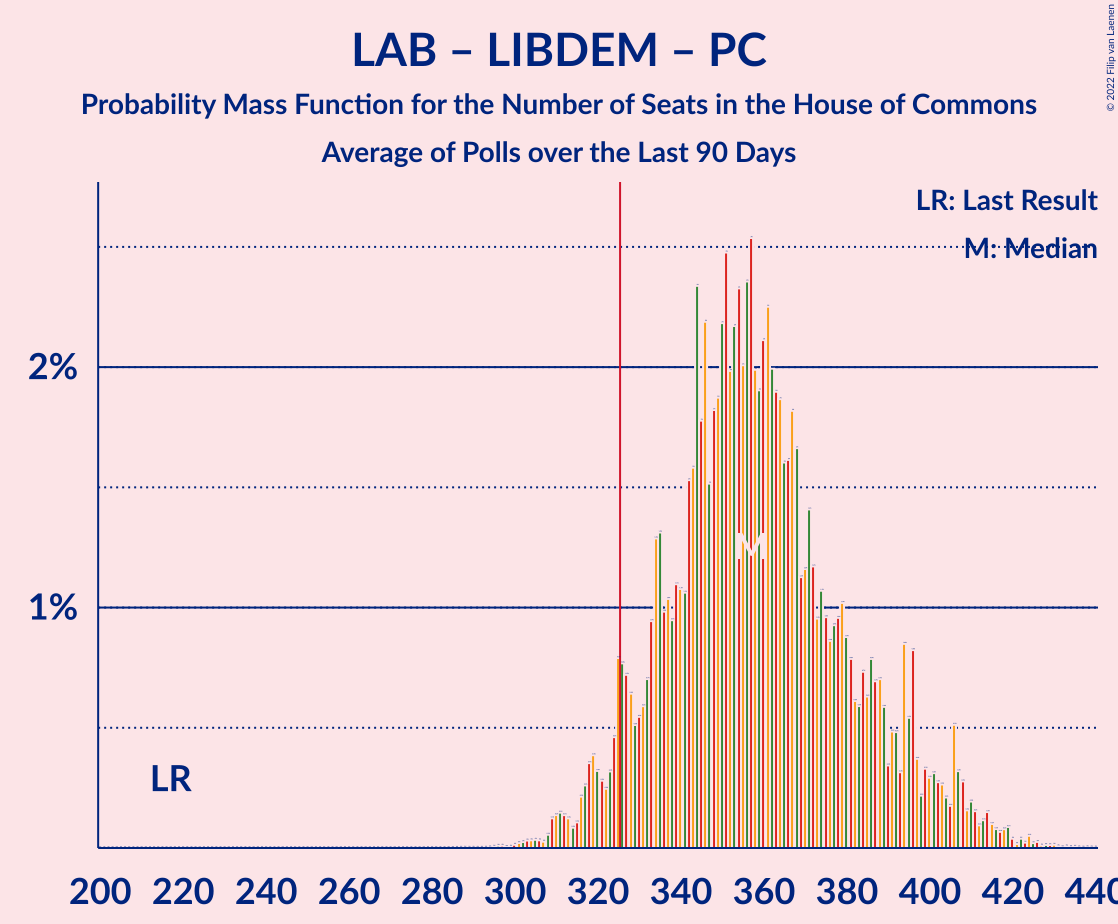 LAB – LIBDEM – PC
Probability Mass Function for the Number of Seats in the House of Commons
Average of Polls over the Last 90 Days
© 2022 Filip van Laenen
LR: Last Result
M: Median
2%
1%
LR
M
200 220 240 260 280 300 320 340 360 380 400 420 440